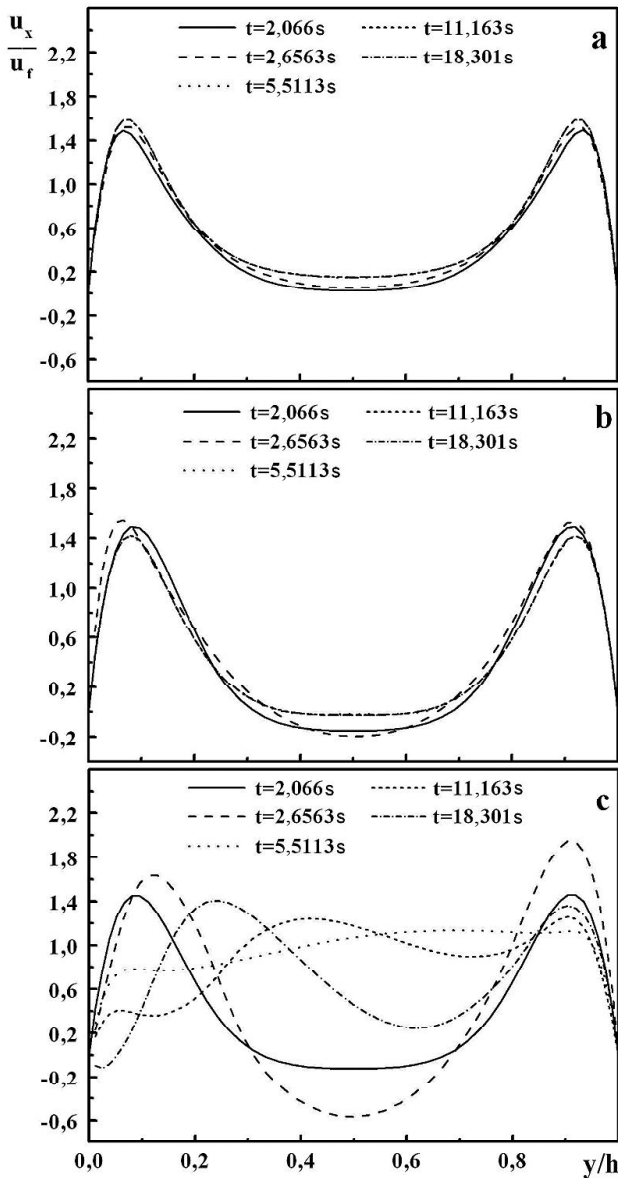 u_x
u_f
a
t=2,066s
t=11,163s
t=2,6563s
t=18,301s
t=5,5113s
2,2
1,8
1,4
1,0
0,6
0,2
-0,2
-0,6
b
t=2,066s
t=11,163s
t=2,6563s
t=18,301s
t=5,5113s
2,2
1,8
1,4
1,0
0,6
0,2
-0,2
c
t=2,066s
t=11,163s
t=2,6563s
t=18,301s
t=5,5113s
2,2
1,8
1,4
1,0
0,6
0,2
-0,2
-0,6
0,0
0,2
0,4
0,6
0,8
y/h